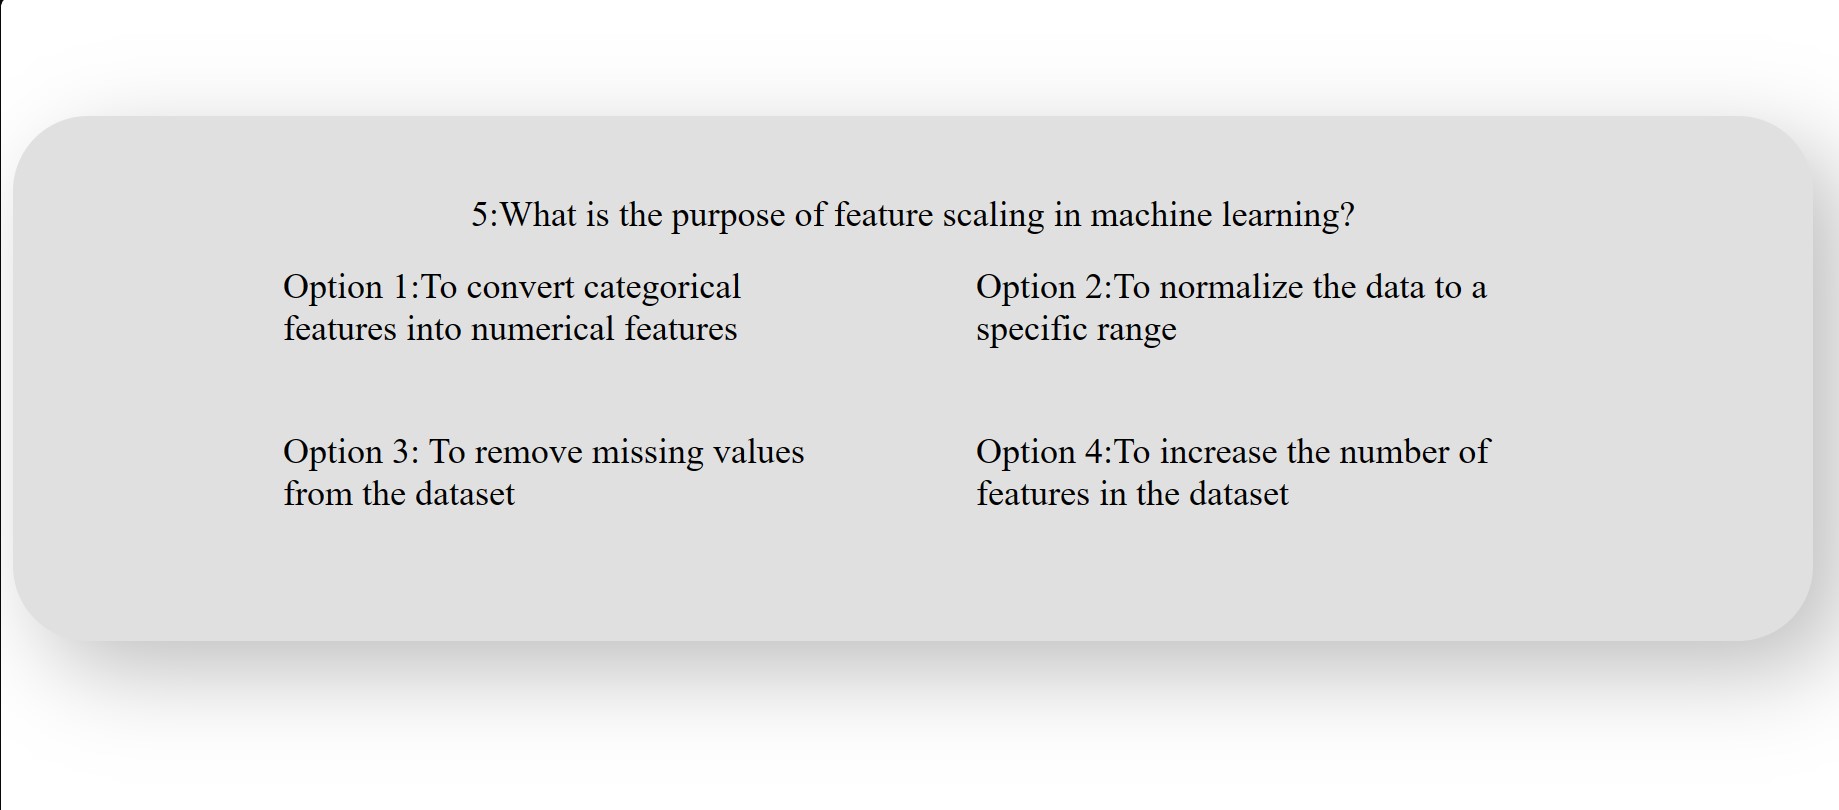 5:What is the purpose of feature scaling in machine learning?
Option 1:To convert categorical
features into numerical features
Option 2:To normalize the data to a
specific range
Option 3: To remove missing values
from the dataset
Option 4:To increase the number of
features in the dataset